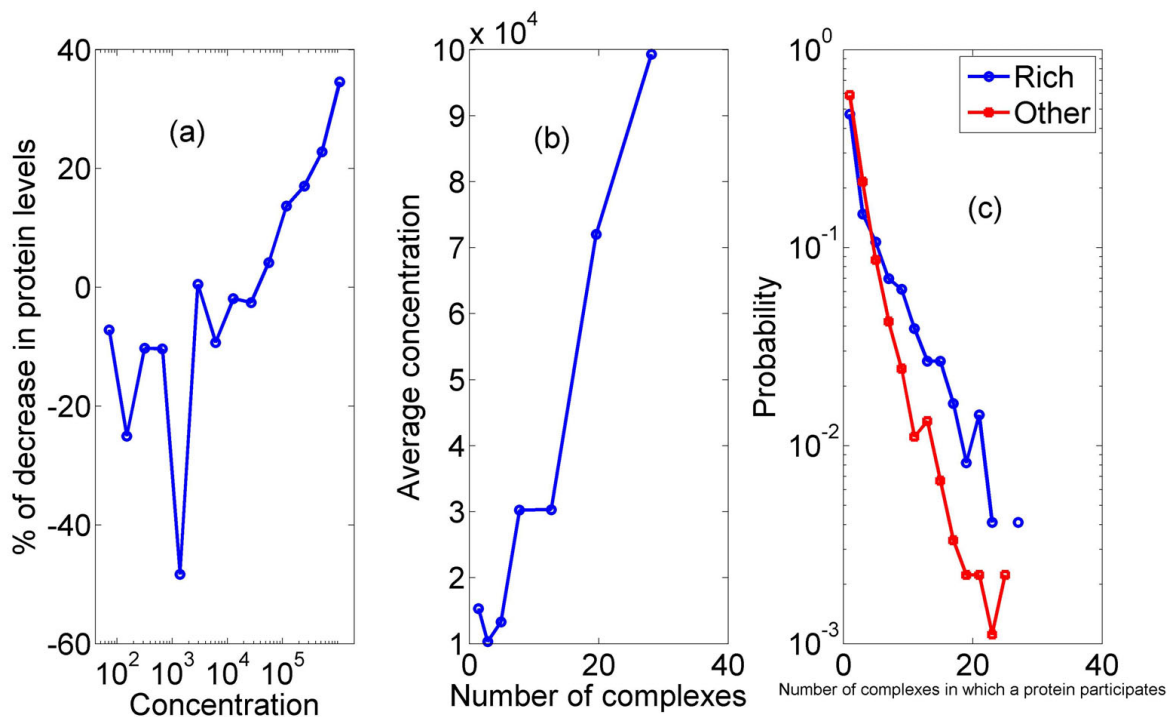 (a)
% of decrease in protein levels
40
20
0
-20
-40
-60
10^2
10^3
10^4
10^5
Concentration
(b)
Average concentration
10 x 10^4
9
8
7
6
5
4
3
2
1
0
20
40
Number of complexes
(c)
Rich
Other
Probability
10^0
10^-1
10^-2
10^-3
0
20
40
Number of complexes in which a protein participates